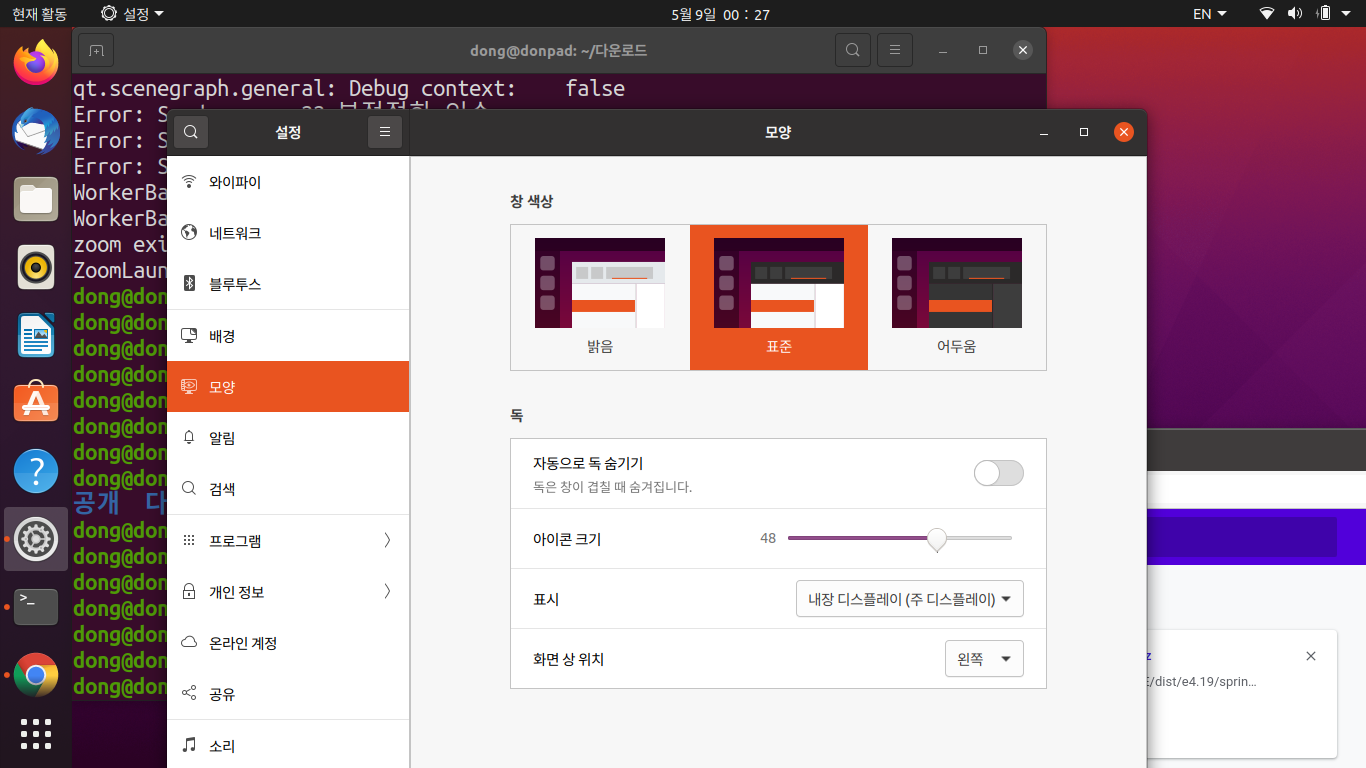 현재 활동
설정
5월 9일 00 : 27
EN
dong@donpad: ~/다운로드
qt.scenegraph.general: Debug context: false
Error: S
Error: S
Error: S
WorkerBa
WorkerBa
zoom exi
ZoomLaun
dong@don
dong@don
dong@don
dong@don
dong@don
dong@don
dong@don
dong@don
공개 다
dong@don
dong@don
dong@don
dong@don
dong@don
dong@don
dong@don
설정
모양
와이파이
네트워크
블루투스
배경
모양
알림
검색
프로그램
개인 정보
온라인 계정
공유
소리
창 색상
밝음
표준
어두움
독
자동으로 독 숨기기
독은 창이 겹칠 때 숨겨집니다.
아이콘 크기
48
표시
내장 디스플레이 (주 디스플레이)
화면 상 위치
왼쪽
z
E/dist/e4.19/sprin…